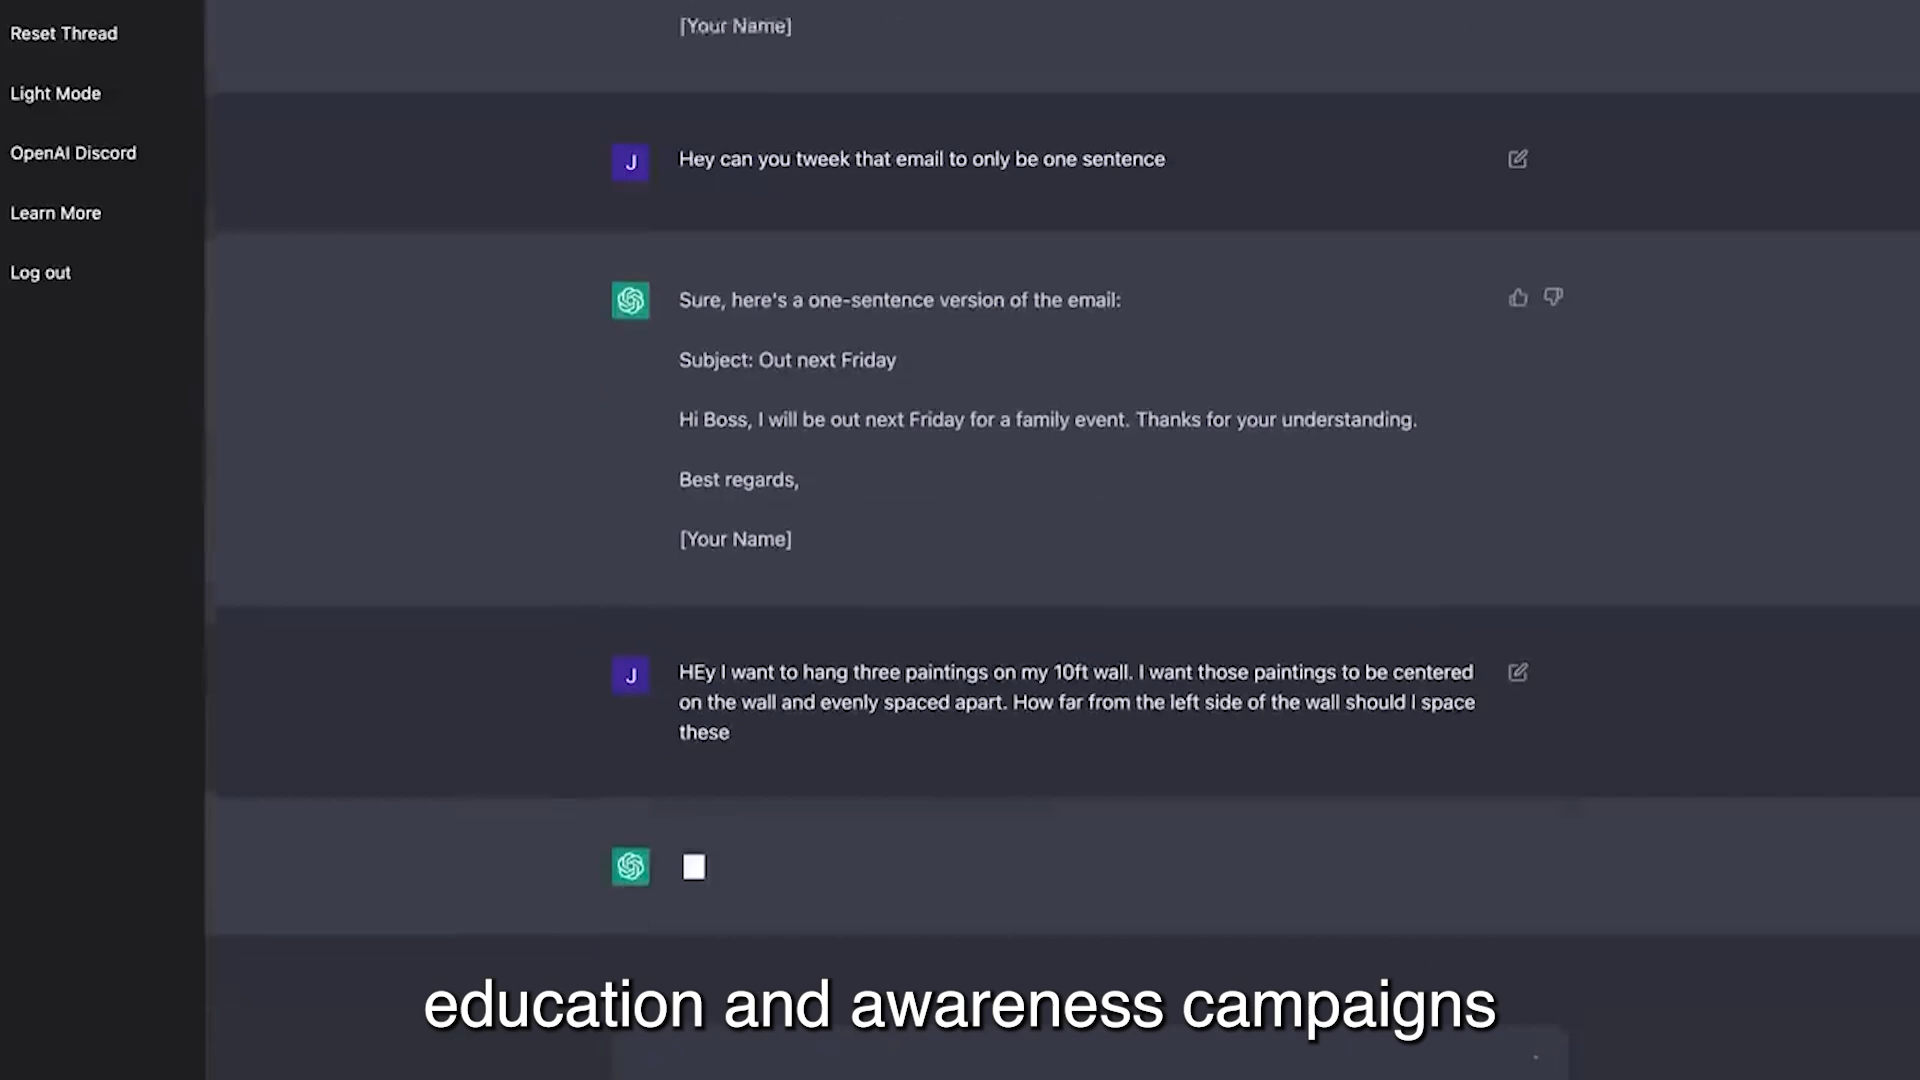 Reset Thread
Light Mode
OpenAI Discord
Learn More
Log out
[Your Name]
J
Hey can you tweek that email to only be one sentence
Sure, here's a one-sentence version of the email:
Subject: Out next Friday
Hi Boss, I will be out next Friday for a family event. Thanks for your understanding.
Best regards,
[Your Name]
J
HEy I want to hang three paintings on my 10ft wall. I want those paintings to be centered
on the wall and evenly spaced apart. How far from the left side of the wall should I space
these
education and awareness campaigns